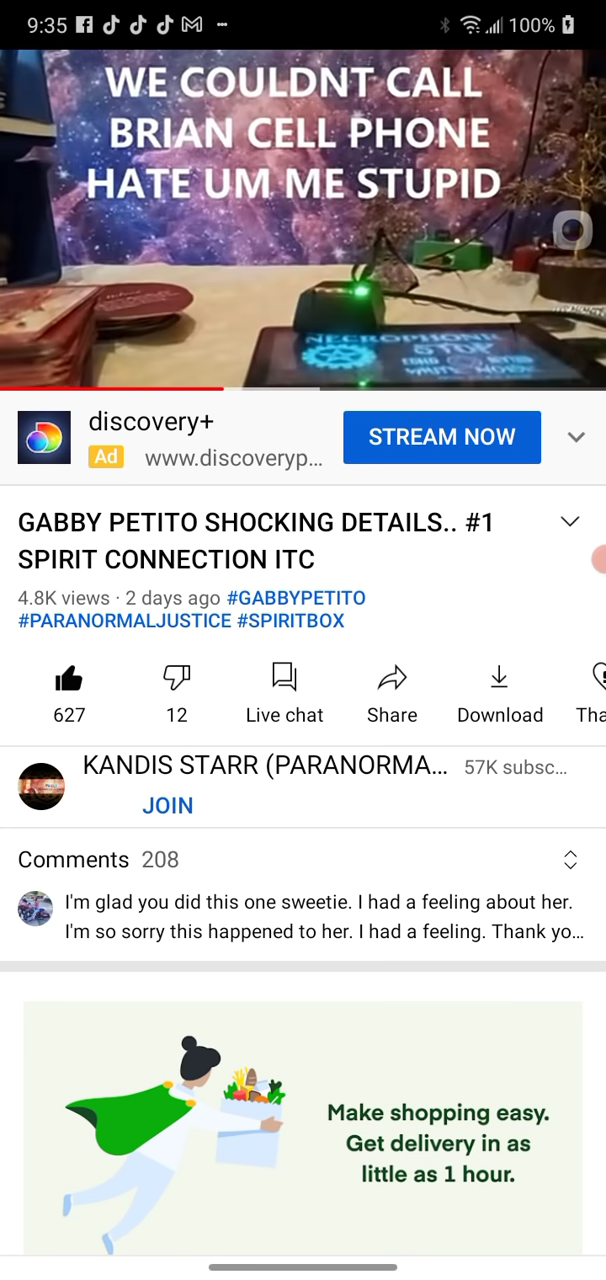 9:35
100%
WE COULDNT CALL
BRIAN CELL PHONE
HATE UM ME STUPID
NECROPHONIC
discovery+
Ad www.discoveryp...
STREAM NOW
GABBY PETITO SHOCKING DETAILS.. #1
SPIRIT CONNECTION ITC
4.8K views · 2 days ago #GABBYPETITO
#PARANORMALJUSTICE #SPIRITBOX
627
12
Live chat
Share
Download
Tha
KANDIS STARR (PARANORMA... 57K subsc...
JOIN
Comments 208
I'm glad you did this one sweetie. I had a feeling about her.
I'm so sorry this happened to her. I had a feeling. Thank yo...
Make shopping easy.
Get delivery in as
little as 1 hour.